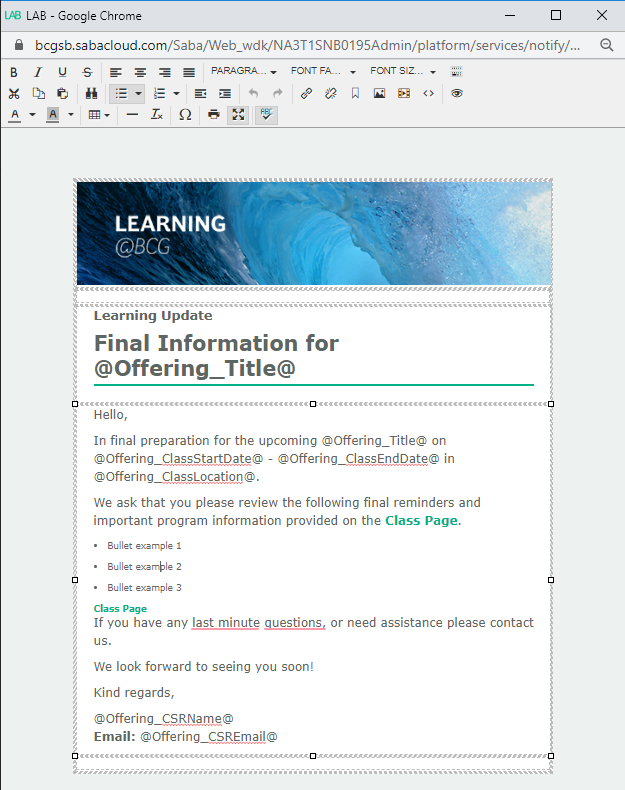 LAB LAB - Google Chrome
bcgsb.sabacloud.com/Saba/Web_wdk/NA3T1SNB0195Admin/platform/services/notify/...
B I U S PARAGRA... FONT FA... FONT SIZ...
A A Ω ABC
LEARNING
@BCG
Learning Update
Final Information for
@Offering_Title@
Hello,
In final preparation for the upcoming @Offering_Title@ on
@Offering_ClassStartDate@ - @Offering_ClassEndDate@ in
@Offering_ClassLocation@.
We ask that you please review the following final reminders and
important program information provided on the Class Page.
• Bullet example 1
• Bullet example 2
• Bullet example 3
Class Page
If you have any last minute questions, or need assistance please contact
us.
We look forward to seeing you soon!
Kind regards,
@Offering_CSRName@
Email: @Offering_CSREmail@